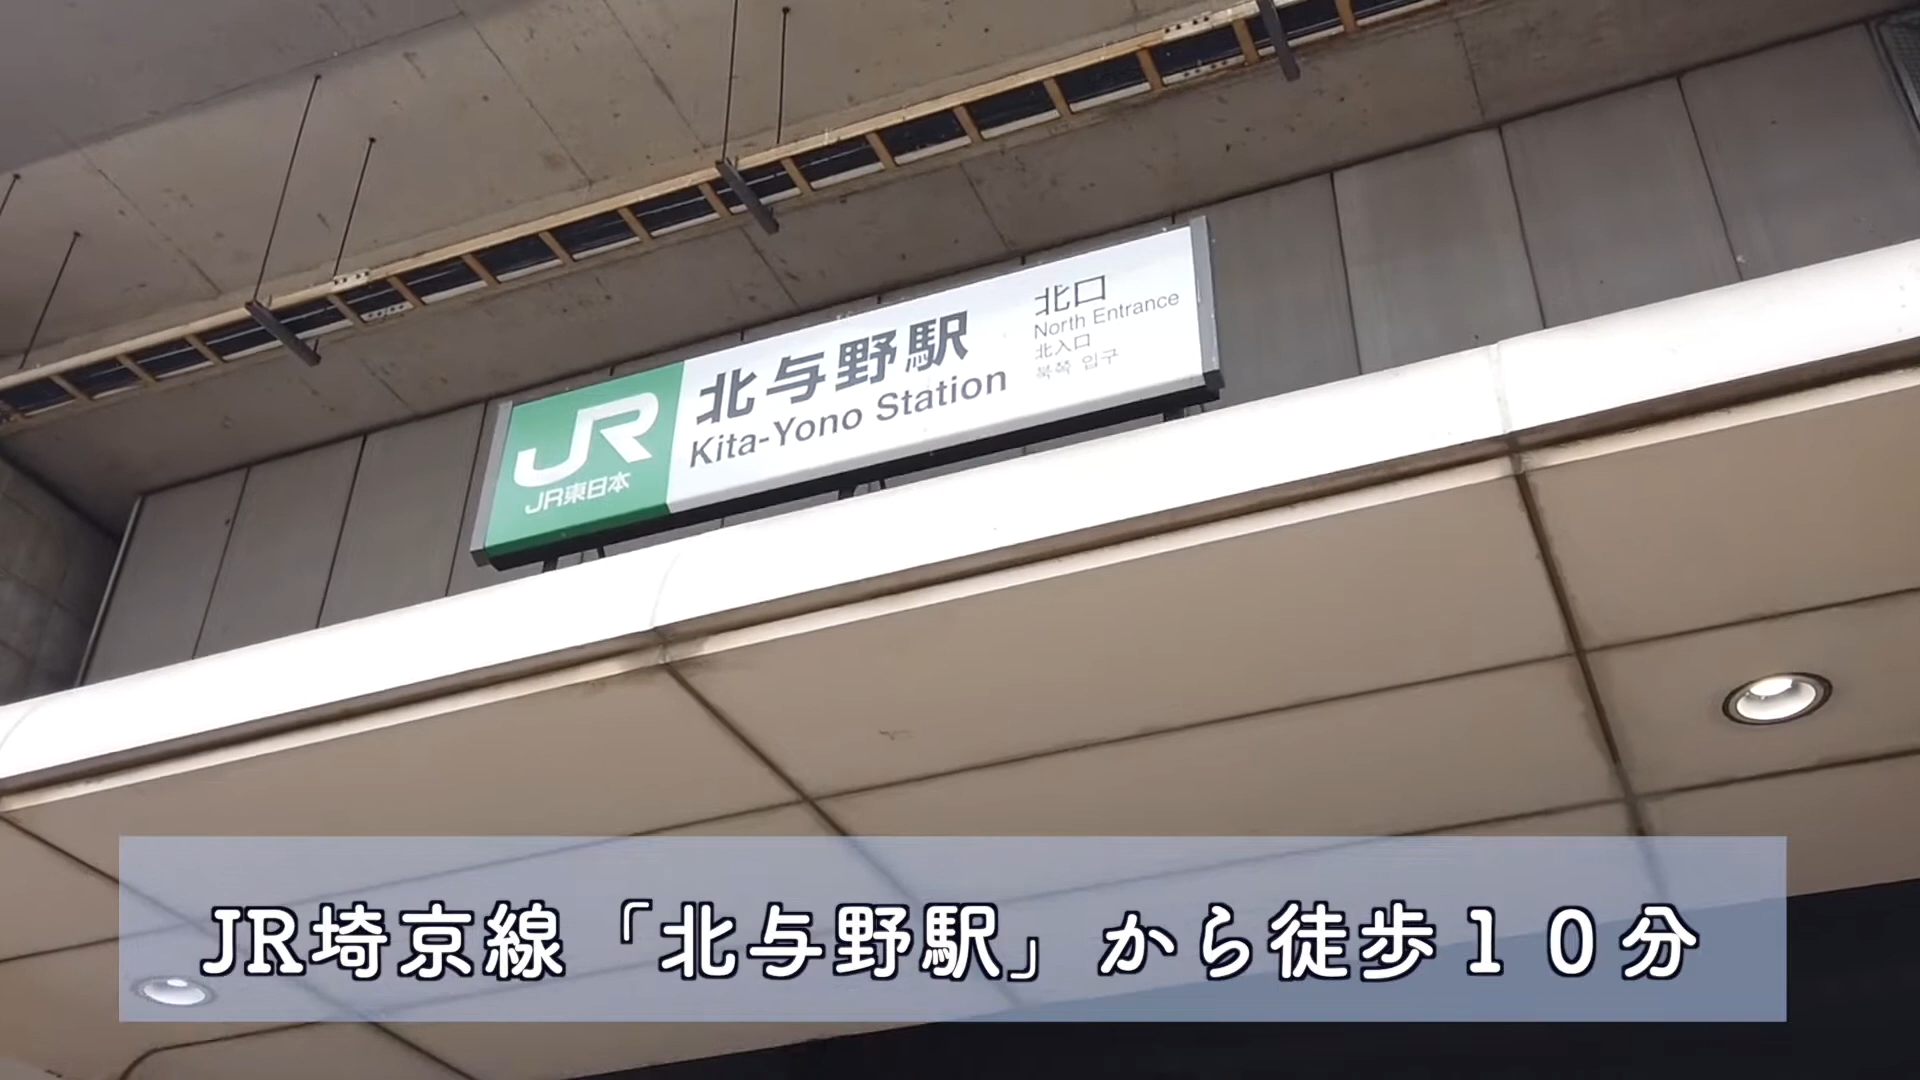 JR
JR東日本
北与野駅
Kita-Yono Station
北口
North Entrance
北入口
북쪽 입구
JR埼京線「北与野駅」から徒歩１０分